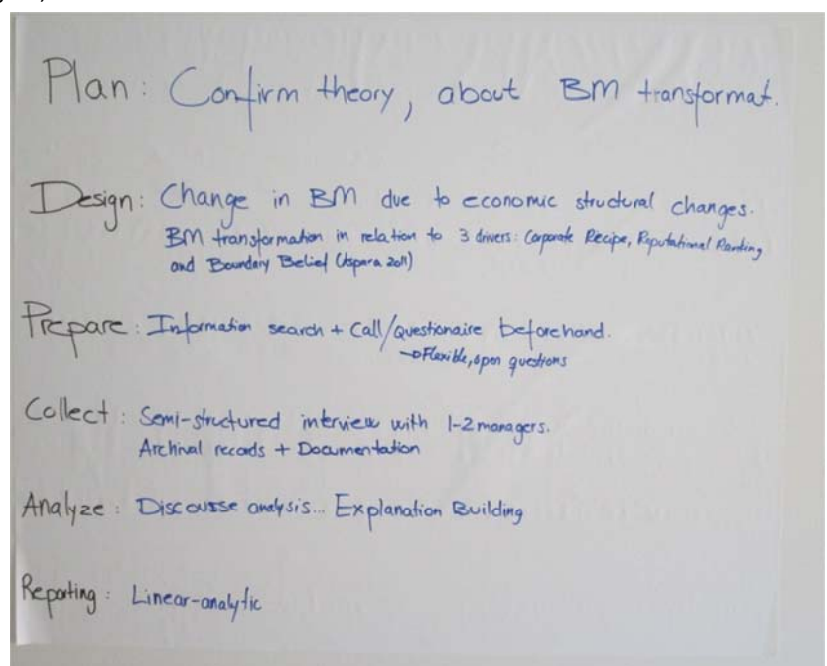 Plan: Confirm theory, about BM transformat.
Design: Change in BM due to economic structural changes.
BM transformation in relation to 3 drivers: Corporate Recipe, Reputational Ranking
and Boundary Belief (Aspara 2011)
Prepare: Information search + Call/Questionaire beforehand.
→Flexible, open questions
Collect: Semi-structured interview with 1-2 managers.
Archival records + Documentation
Analyze: Discourse analysis... Explanation Building
Reporting: Linear-analytic